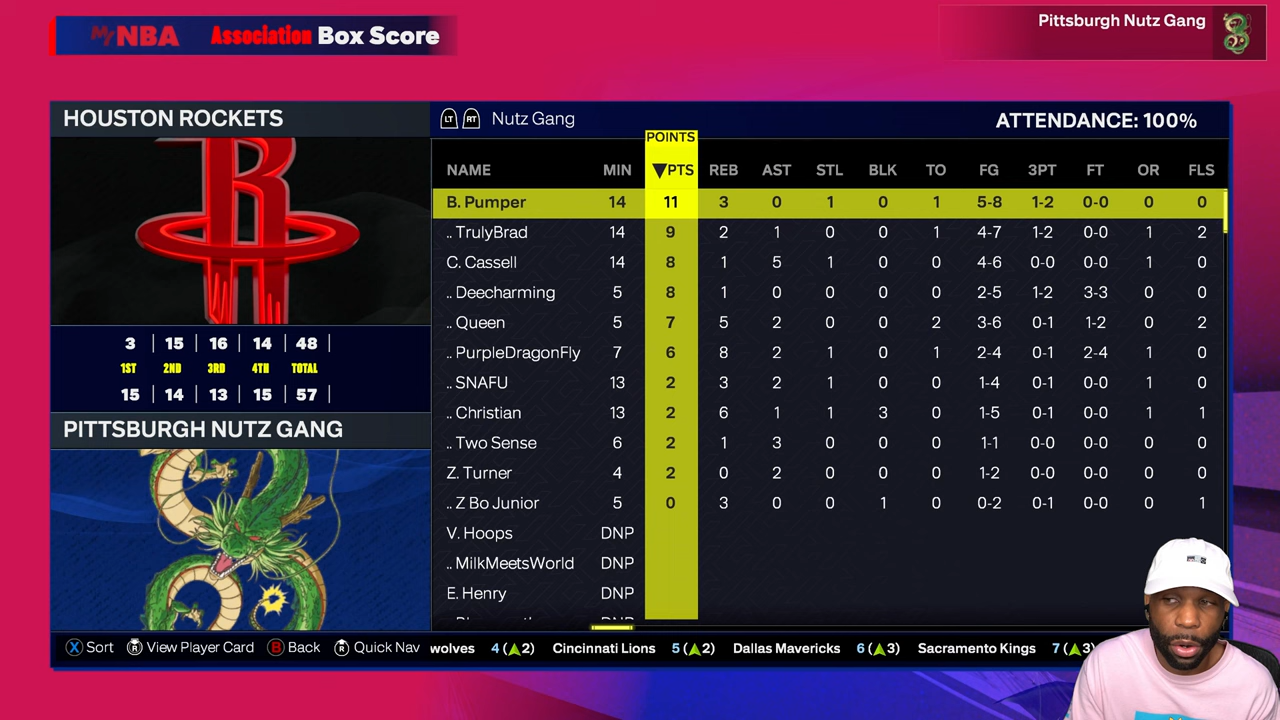 MyNBA Association Box Score
Pittsburgh Nutz Gang
HOUSTON ROCKETS
LT RT Nutz Gang ATTENDANCE: 100%
POINTS
NAME MIN ▼PTS REB AST STL BLK TO FG 3PT FT OR FLS
B. Pumper 14 11 3 0 1 0 1 5-8 1-2 0-0 0 0
.. TrulyBrad 14 9 2 1 0 0 1 4-7 1-2 0-0 1 2
C. Cassell 14 8 1 5 1 0 0 4-6 0-0 0-0 1 0
.. Deecharming 5 8 1 0 0 0 0 2-5 1-2 3-3 0 0
.. Queen 5 7 5 2 0 0 2 3-6 0-1 1-2 0 2
.. PurpleDragonFly 7 6 8 2 1 0 1 2-4 0-1 2-4 1 0
.. SNAFU 13 2 3 2 0 0 0 1-4 0-1 0-0 1 0
.. Christian 13 2 6 1 1 3 0 1-5 0-1 0-0 1 1
.. Two Sense 6 2 1 3 0 0 0 1-1 0-0 0-0 0 0
Z. Turner 4 2 0 2 0 0 0 1-2 0-0 0-0 0 0
.. Z Bo Junior 5 0 3 0 0 1 0 0-2 0-1 0-0 0 1
V. Hoops DNP
.. MilkMeetsWorld DNP
E. Henry DNP
3 15 16 14 48
1ST 2ND 3RD 4TH TOTAL
15 14 13 15 57
PITTSBURGH NUTZ GANG
X Sort R View Player Card B Back R Quick Nav wolves 4 (▲2) Cincinnati Lions 5 (▲2) Dallas Mavericks 6 (▲3) Sacramento Kings 7 (▲3)